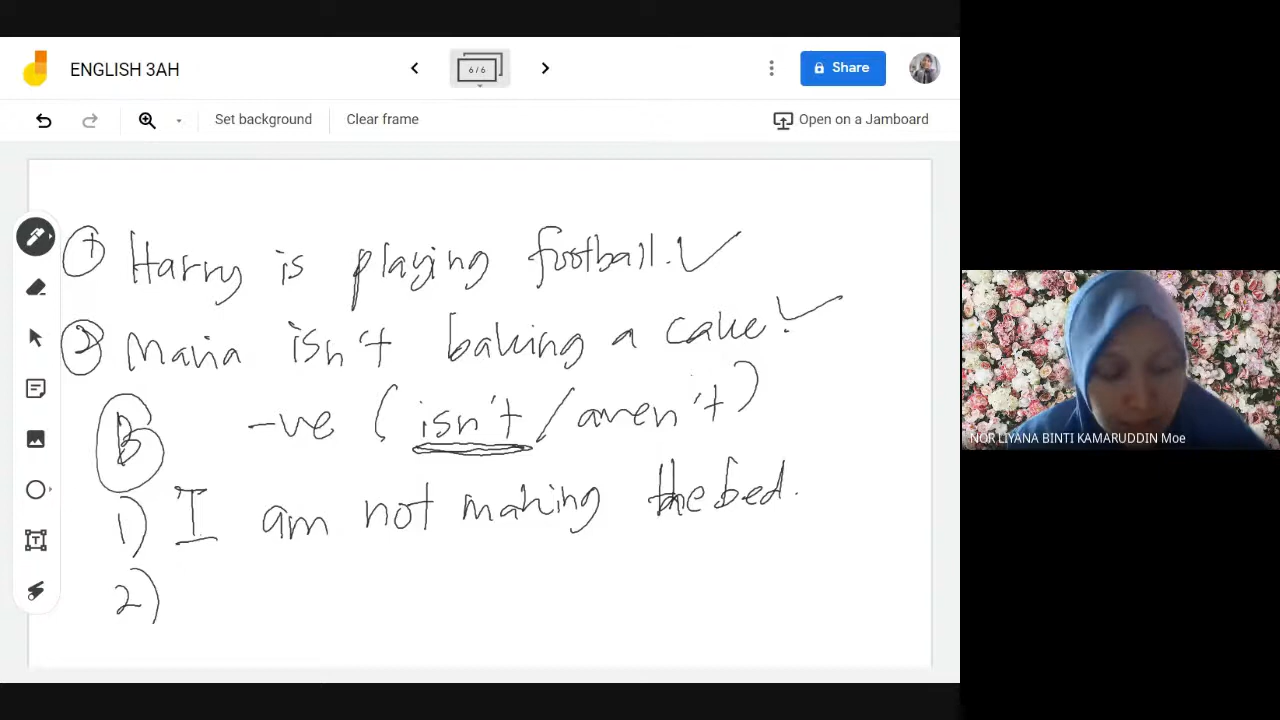 ENGLISH 3AH
6/6
Share
Set background
Clear frame
Open on a Jamboard
① Harry is playing football. ✓
② Maria isn't baking a cake. ✓
B -ve ( isn't / aren't )
1) I am not making the bed.
2)
T
NOR LIYANA BINTI KAMARUDDIN Moe